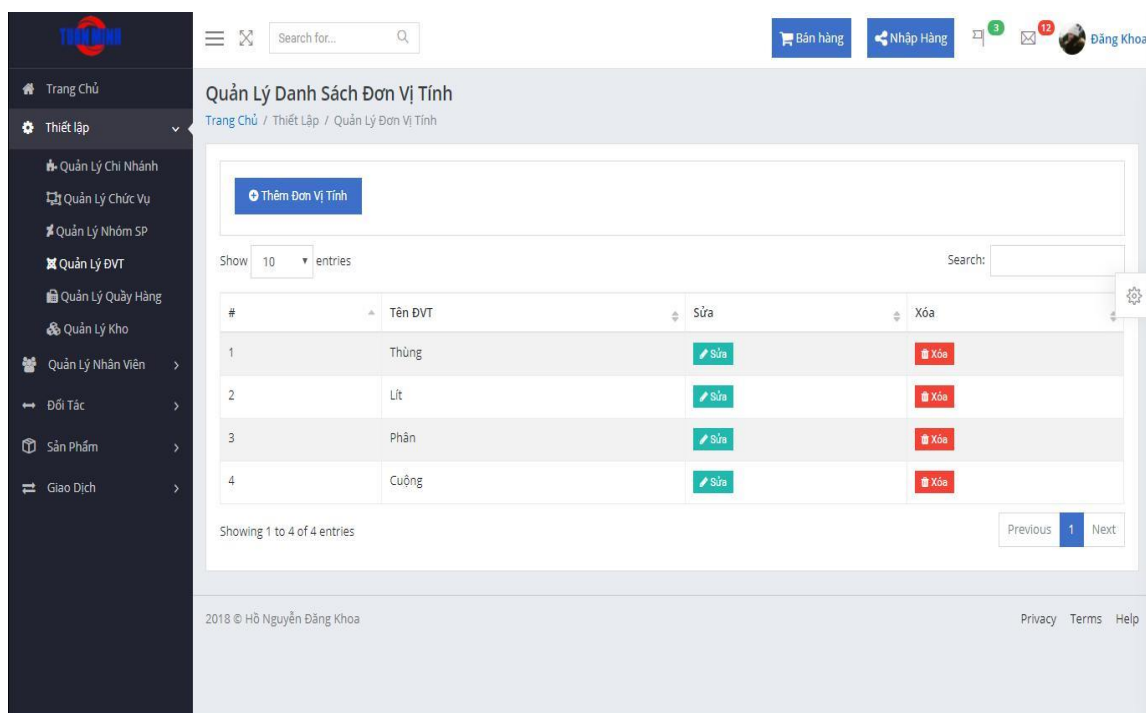 TUẤN MINH
Search for...
Bán hàng
Nhập Hàng
3
12
Đăng Khoa
Trang Chủ
Thiết lập
Quản Lý Chi Nhánh
Quản Lý Chức Vụ
Quản Lý Nhóm SP
Quản Lý ĐVT
Quản Lý Quầy Hàng
Quản Lý Kho
Quản Lý Nhân Viên
Đối Tác
Sản Phẩm
Giao Dịch
Quản Lý Danh Sách Đơn Vị Tính
Trang Chủ / Thiết Lập / Quản Lý Đơn Vị Tính
Thêm Đơn Vị Tính
Show 10 entries
Search:
# Tên ĐVT Sửa Xóa
1 Thùng Sửa Xóa
2 Lít Sửa Xóa
3 Phân Sửa Xóa
4 Cuộng Sửa Xóa
Showing 1 to 4 of 4 entries
Previous 1 Next
2018 © Hồ Nguyễn Đăng Khoa
Privacy Terms Help